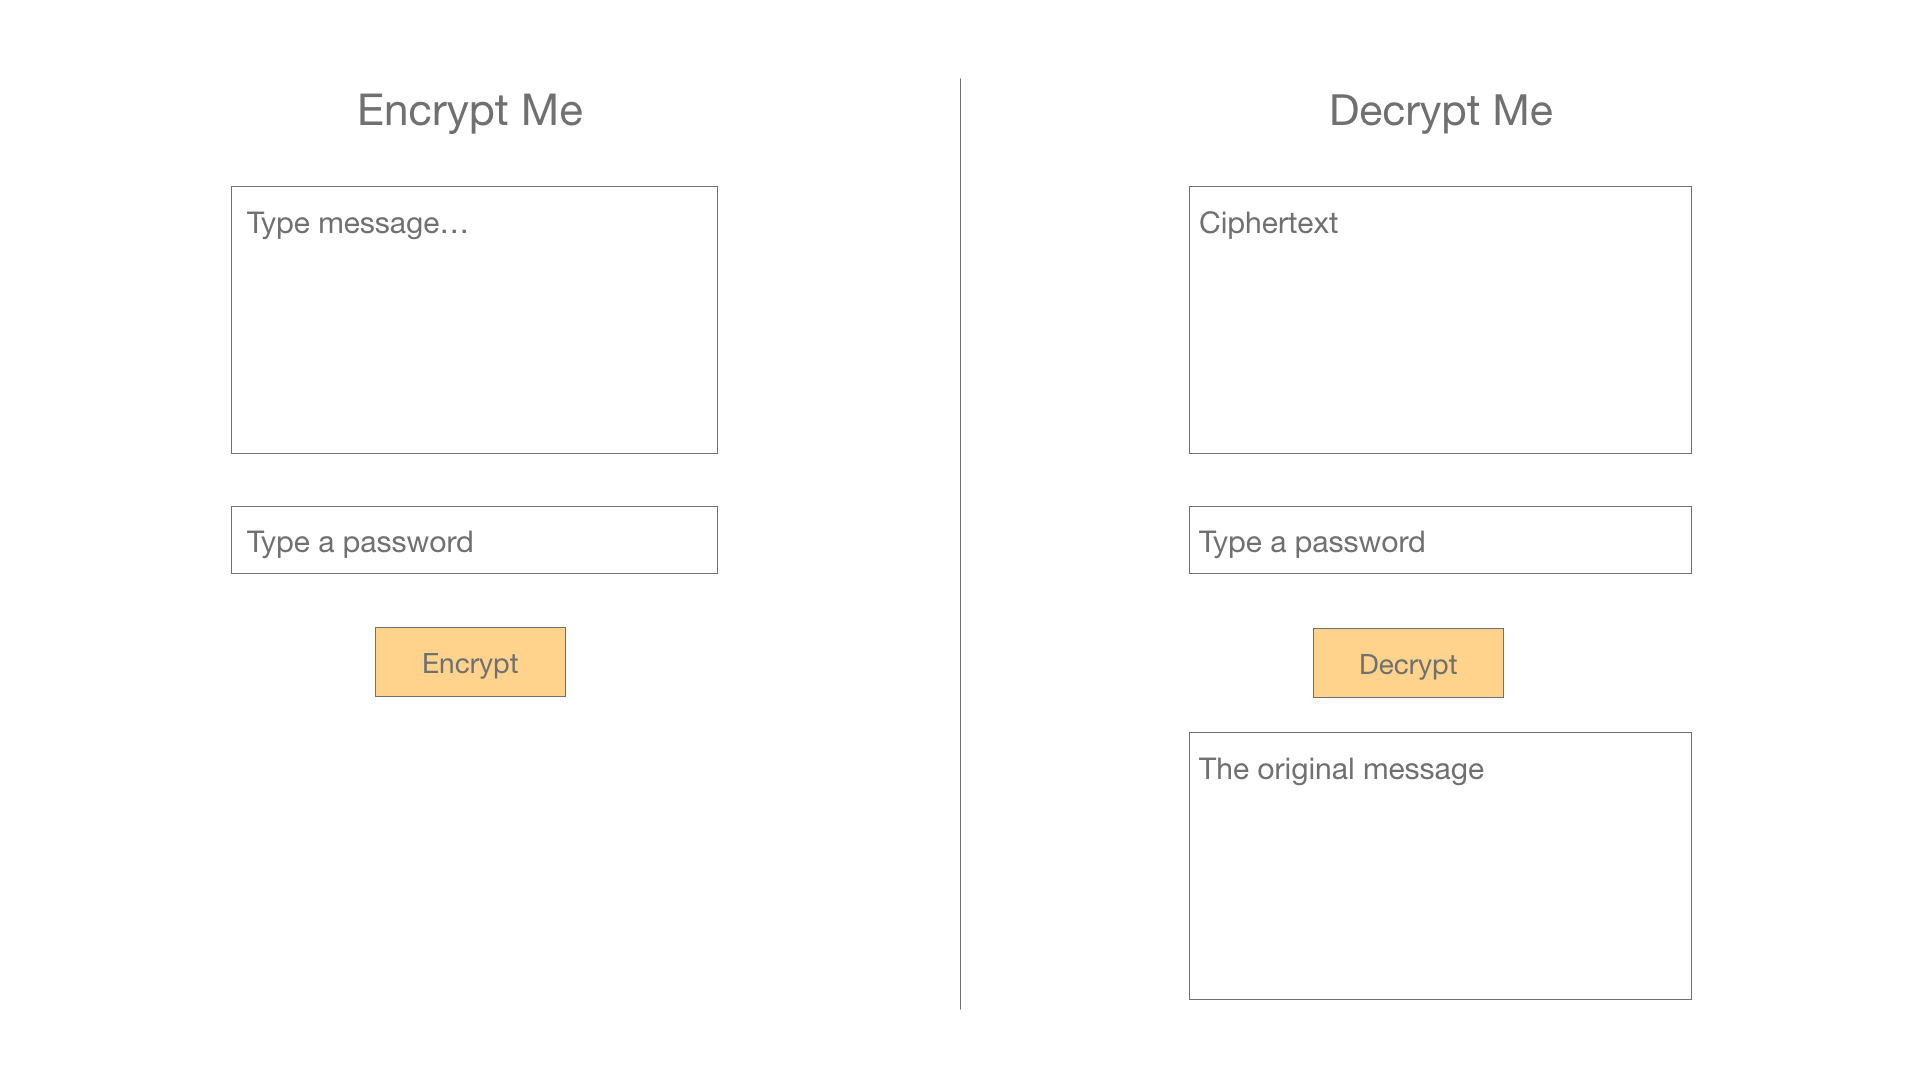 Encrypt Me
Type message…
Type a password
Encrypt
Decrypt Me
Ciphertext
Type a password
Decrypt
The original message